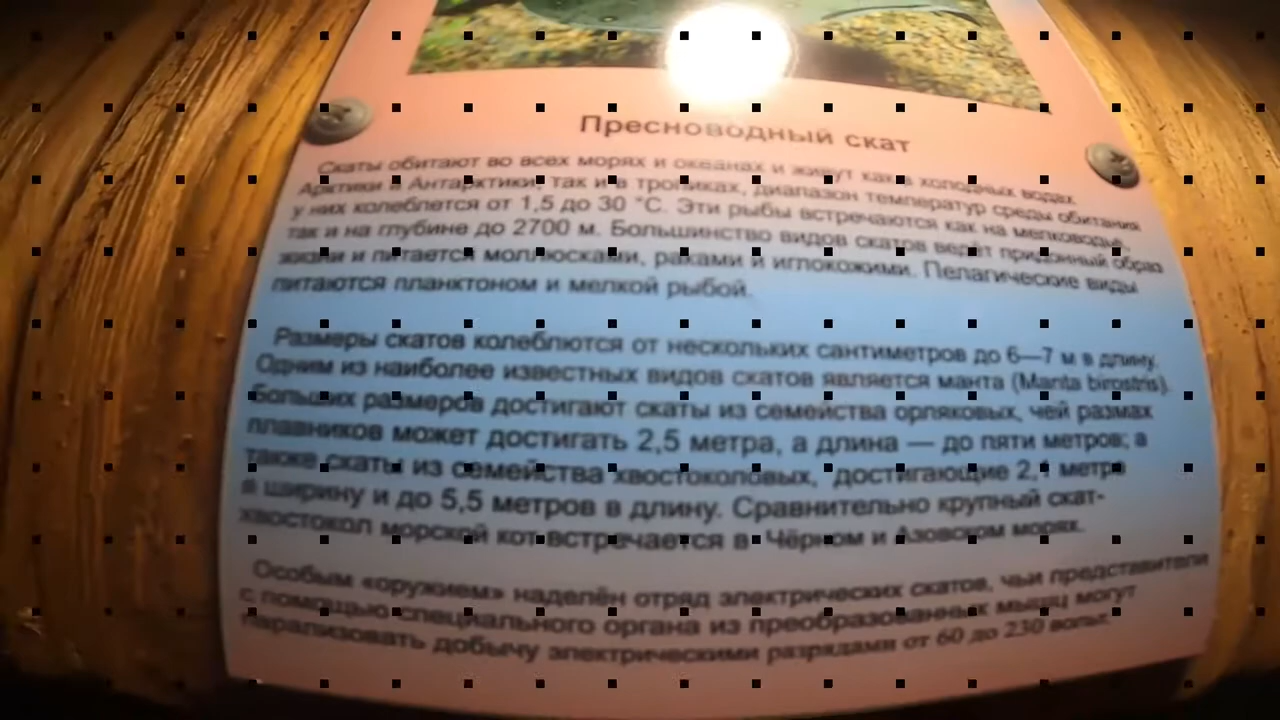 Пресноводный скат
Скаты обитают во всех морях и океанах и живут как в холодных водах
Арктики и Антарктики, так и в тропиках, диапазон температур среды обитания
у них колеблется от 1,5 до 30 °C. Эти рыбы встречаются как на мелководье,
так и на глубине до 2700 м. Большинство видов скатов ведёт придонный образ
жизни и питается моллюсками, раками и иглокожими. Пелагические виды
питаются планктоном и мелкой рыбой.
Размеры скатов колеблются от нескольких сантиметров до 6—7 м в длину.
Одним из наиболее известных видов скатов является манта (Manta birostris).
Больших размеров достигают скаты из семейства орляковых, чей размах
плавников может достигать 2,5 метра, а длина — до пяти метров; а
также скаты из семейства хвостоколовых, достигающие 2,1 метра
в ширину и до 5,5 метров в длину. Сравнительно крупный скат-
хвостокол морской кот встречается в Чёрном и Азовском морях.
Особым «оружием» наделён отряд электрических скатов, чьи представители
с помощью специального органа из преобразованных мышц могут
парализовать добычу электрическими разрядами от 60 до 230 вольт.